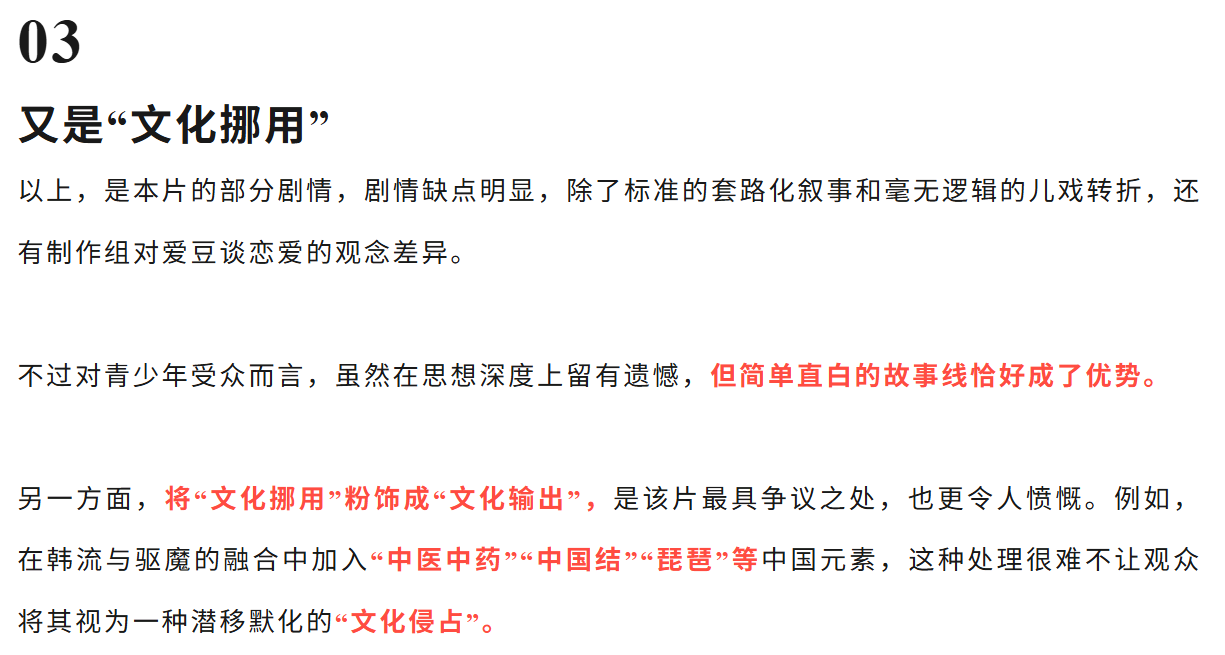 03
又是“文化挪用”
以上，是本片的部分剧情，剧情缺点明显，除了标准的套路化叙事和毫无逻辑的儿戏转折，还
有制作组对爱豆谈恋爱的观念差异。
不过对青少年受众而言，虽然在思想深度上留有遗憾，但简单直白的故事线恰好成了优势。
另一方面，将“文化挪用”粉饰成“文化输出”，是该片最具争议之处，也更令人愤慨。例如，
在韩流与驱魔的融合中加入“中医中药”“中国结”“琵琶”等中国元素，这种处理很难不让观众
将其视为一种潜移默化的“文化侵占”。